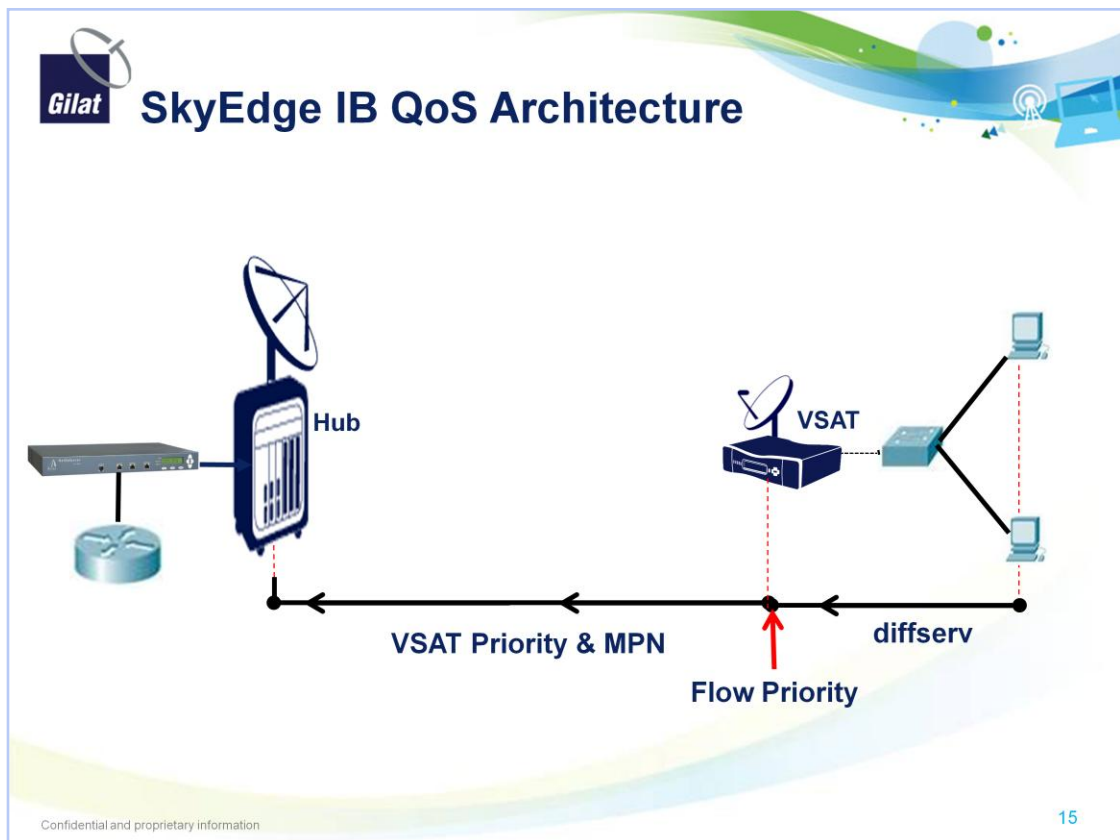 Gilat
SkyEdge IB QoS Architecture
Hub
VSAT
VSAT Priority & MPN
diffserv
Flow Priority
Confidential and proprietary information
15